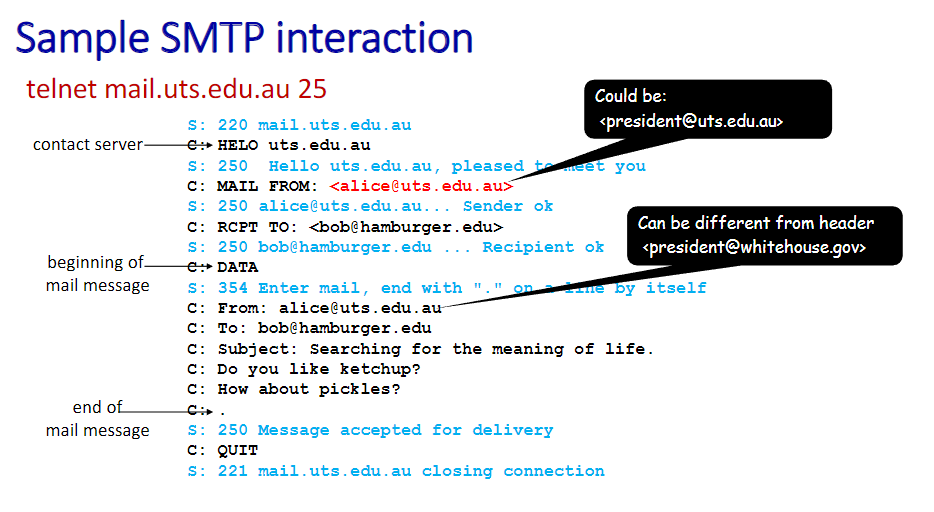 Sample SMTP interaction
telnet mail.uts.edu.au 25
Could be:
<president@uts.edu.au>
S: 220 mail.uts.edu.au
contact server
C: HELO uts.edu.au
S: 250  Hello uts.edu.au, pleased to meet you
C: MAIL FROM: <alice@uts.edu.au>
S: 250 alice@uts.edu.au... Sender ok
C: RCPT TO: <bob@hamburger.edu>
Can be different from header
<president@whitehouse.gov>
S: 250 bob@hamburger.edu ... Recipient ok
beginning of
mail message
C: DATA
S: 354 Enter mail, end with "." on a line by itself
C: From: alice@uts.edu.au
C: To: bob@hamburger.edu
C: Subject: Searching for the meaning of life.
C: Do you like ketchup?
C: How about pickles?
end of
mail message
C: .
S: 250 Message accepted for delivery
C: QUIT
S: 221 mail.uts.edu.au closing connection